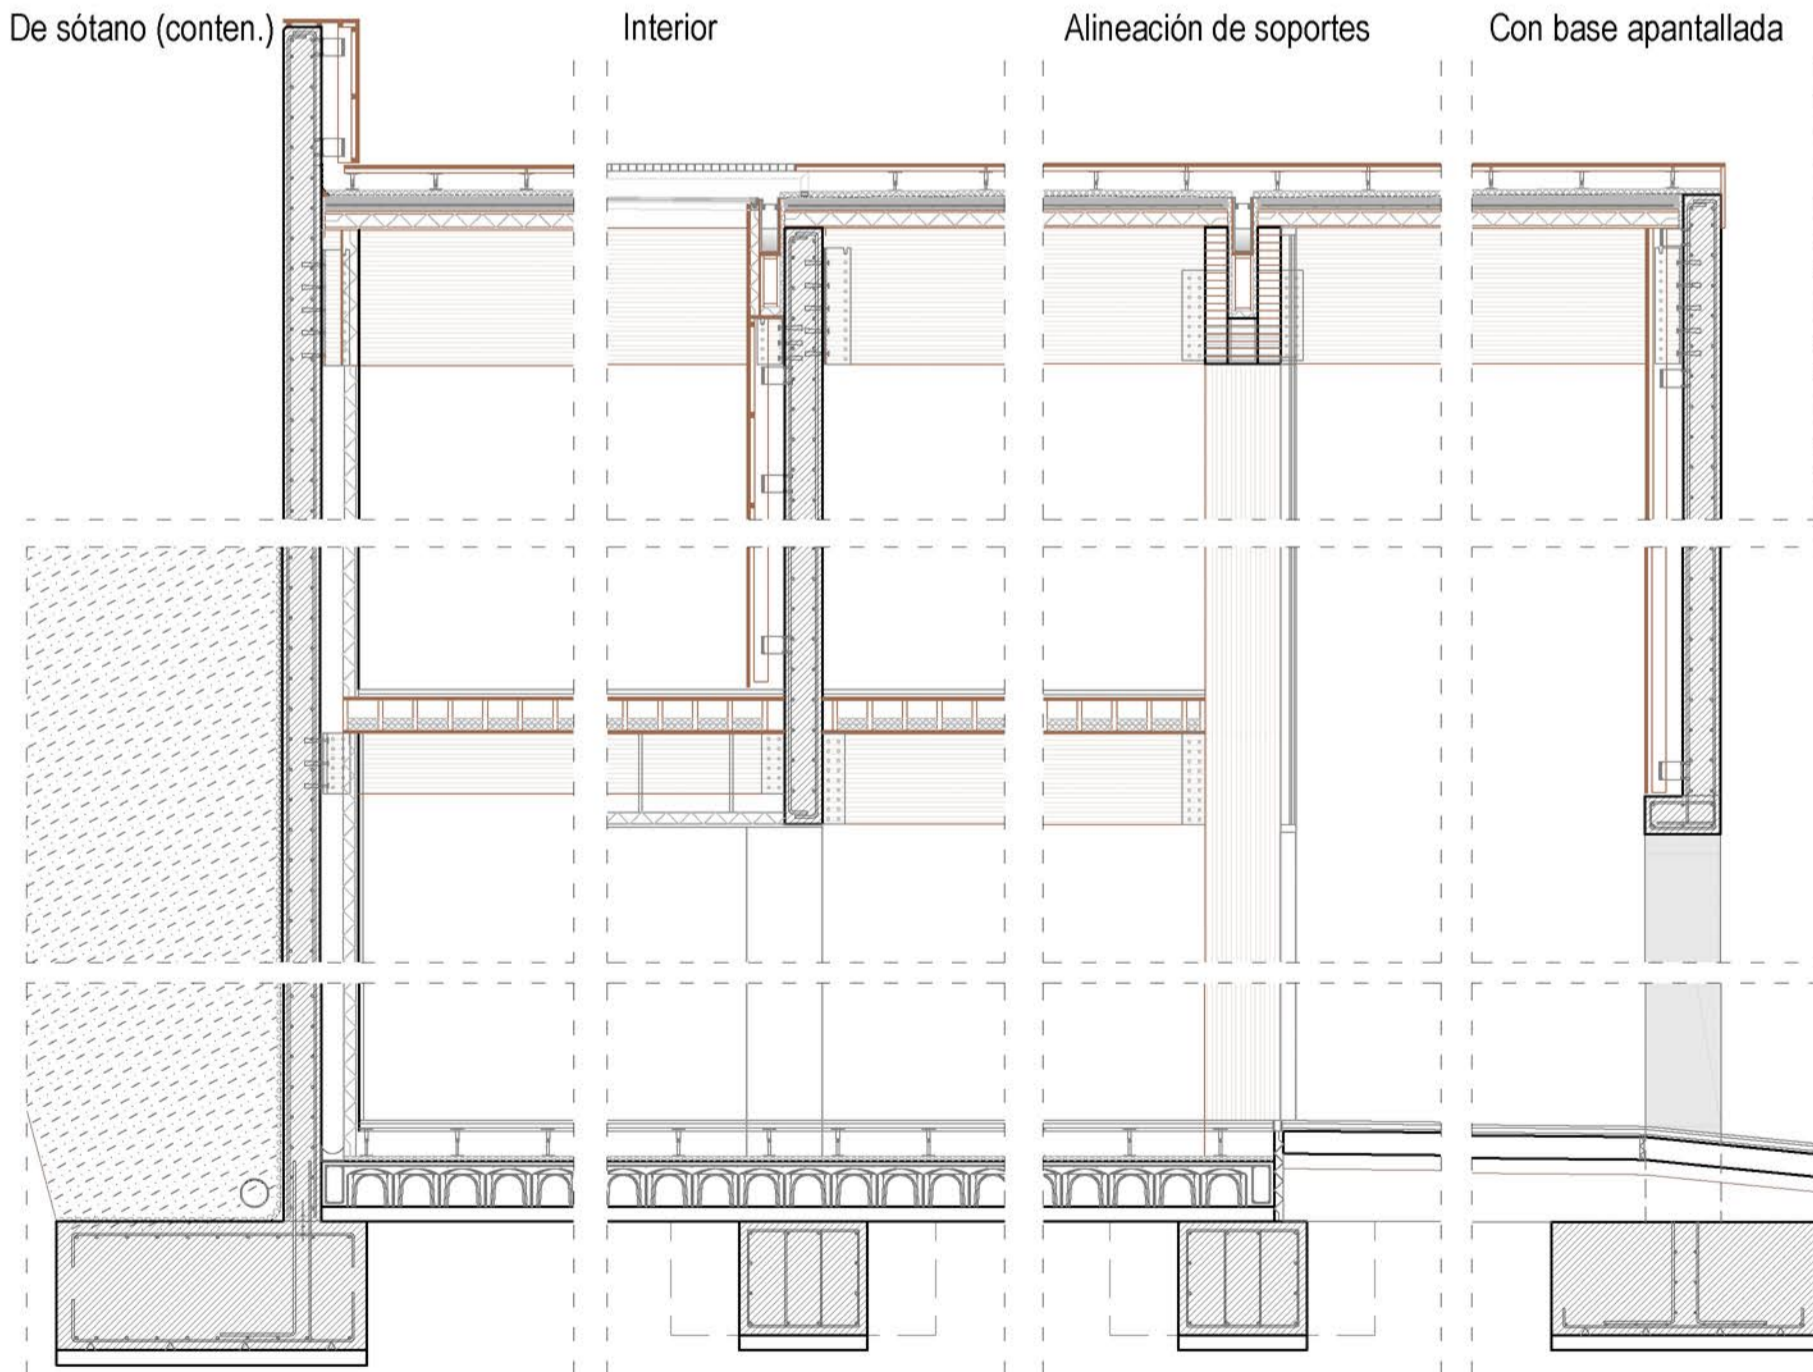 De sótano (conten.)
Interior
Alineación de soportes
Con base apantallada